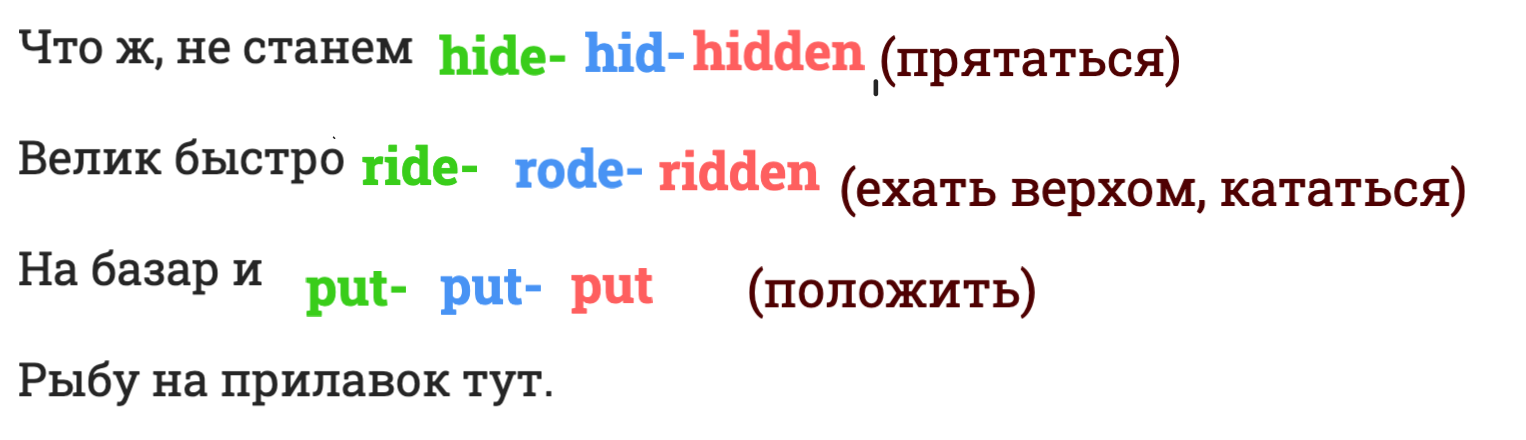 Что ж, не станем hide- hid- hidden , (прятаться)
Велик быстро ride- rode- ridden (ехать верхом, кататься)
На базар и put- put- put (положить)
Рыбу на прилавок тут.